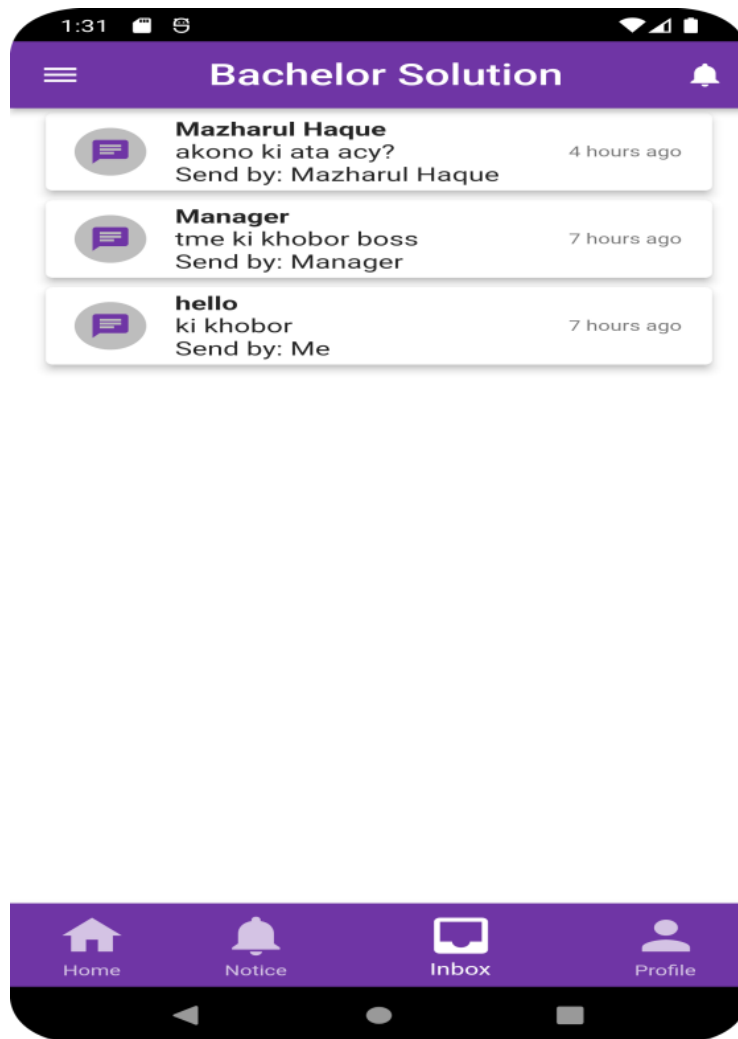 1:31
Bachelor Solution
Mazharul Haque
akono ki ata acy?
Send by: Mazharul Haque
4 hours ago
Manager
tme ki khobor boss
Send by: Manager
7 hours ago
hello
ki khobor
Send by: Me
7 hours ago
Home
Notice
Inbox
Profile